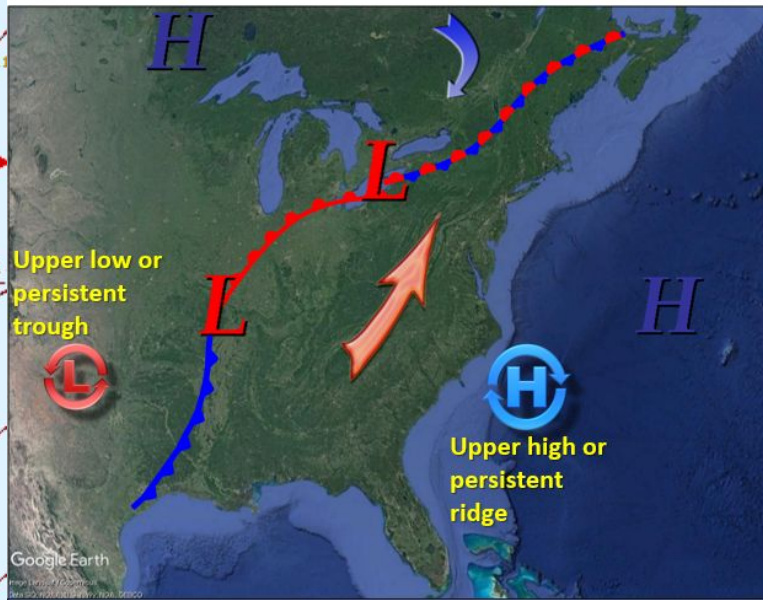 H
L
L
H
Upper low or
persistent
trough
L
H
Upper high or
persistent
ridge
Google Earth